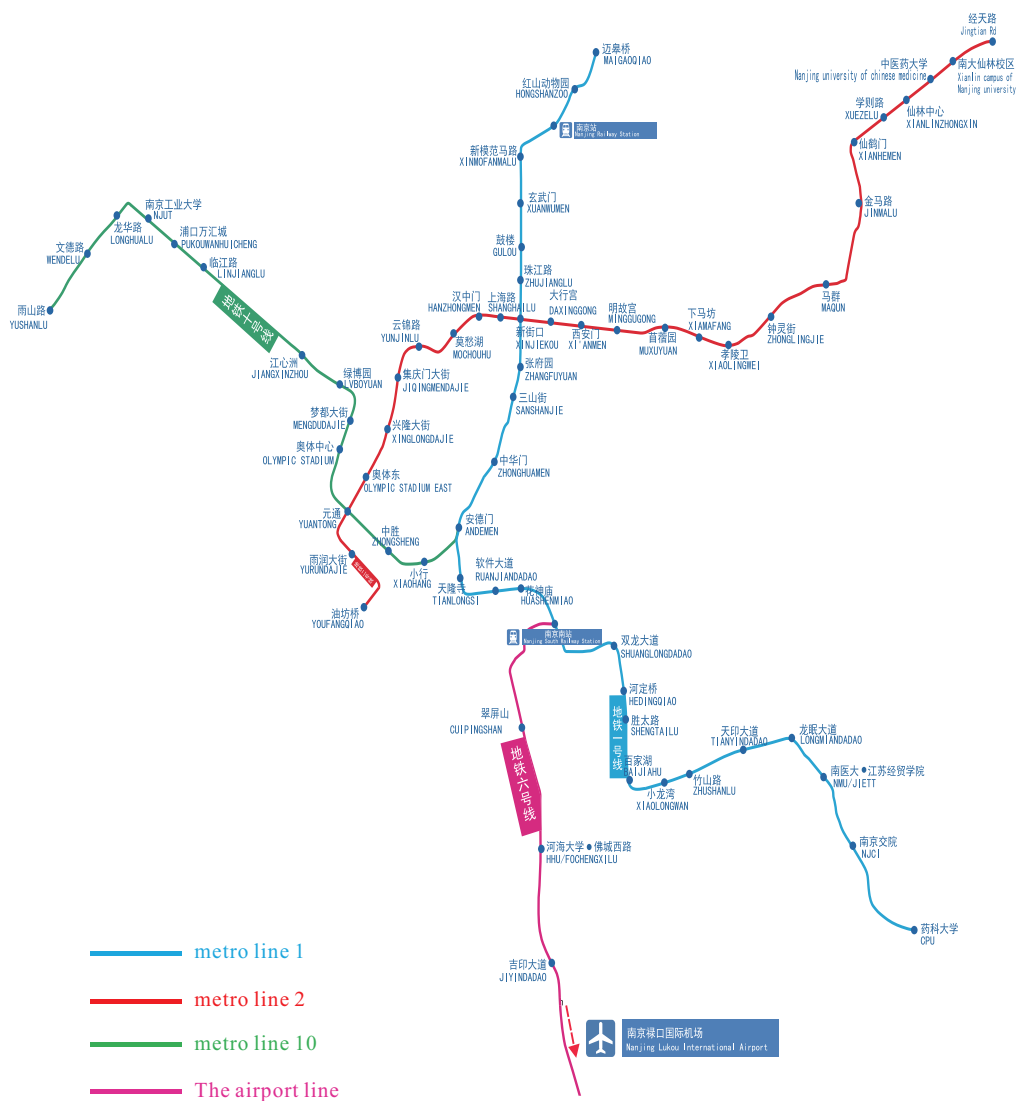 经天路
Jingtian Rd
南大仙林校区
Xianlin campus of
Nanjing university
中医药大学
Nanjing university of chinese medicine
仙林中心
XIANLINZHONGXIN
学则路
XUEZELU
仙鹤门
XIANHEMEN
金马路
JINMALU
马群
MAQUN
钟灵街
ZHONGLINGJIE
孝陵卫
XIAOLINGWEI
下马坊
XIAMAFANG
苜蓿园
MUXUYUAN
明故宫
MINGGUGONG
西安门
XI'ANMEN
大行宫
DAXINGGONG
新街口
XINJIEKOU
上海路
SHANGHAILU
汉中门
HANZHONGMEN
莫愁湖
MOCHOUHU
云锦路
YUNJINLU
集庆门大街
JIQINGMENDAJIE
兴隆大街
XINGLONGDAJIE
奥体东
OLYMPIC STADIUM EAST
元通
YUANTONG
雨润大街
YURUNDAJIE
油坊桥
YOUFANGQIAO
迈皋桥
MAIGAOQIAO
红山动物园
HONGSHANZOO
南京站
Nanjing Railway Station
新模范马路
XINMOFANMALU
玄武门
XUANWUMEN
鼓楼
GULOU
珠江路
ZHUJIANGLU
张府园
ZHANGFUYUAN
三山街
SANSHANJIE
中华门
ZHONGHUAMEN
安德门
ANDEMEN
天隆寺
TIANLONGSI
软件大道
RUANJIANDADAO
花神庙
HUASHENMIAO
南京南站
Nanjing South Railway Station
双龙大道
SHUANGLONGDADAO
河定桥
HEDINGQIAO
胜太路
SHENGTAILU
地铁一号线
百家湖
BAIJIAHU
小龙湾
XIAOLONGWAN
竹山路
ZHUSHANLU
天印大道
TIANYINDADAO
龙眠大道
LONGMIANDADAO
南医大●江苏经贸学院
NMU/JIETT
南京交院
NJCI
药科大学
CPU
雨山路
YUSHANLU
文德路
WENDELU
龙华路
LONGHUALU
南京工业大学
NJUT
浦口万汇城
PUKOUWANHUICHENG
临江路
LINJIANGLU
地铁十号线
江心洲
JIANGXINZHOU
绿博园
LVBOYUAN
梦都大街
MENGDUDAJIE
奥体中心
OLYMPIC STADIUM
中胜
ZHONGSHENG
小行
XIAOHANG
翠屏山
CUIPINGSHAN
地铁六号线
河海大学●佛城西路
HHU/FOCHENGXILU
吉印大道
JIYINDADAO
南京禄口国际机场
Nanjing Lukou International Airport
metro line 1
metro line 2
metro line 10
The airport line